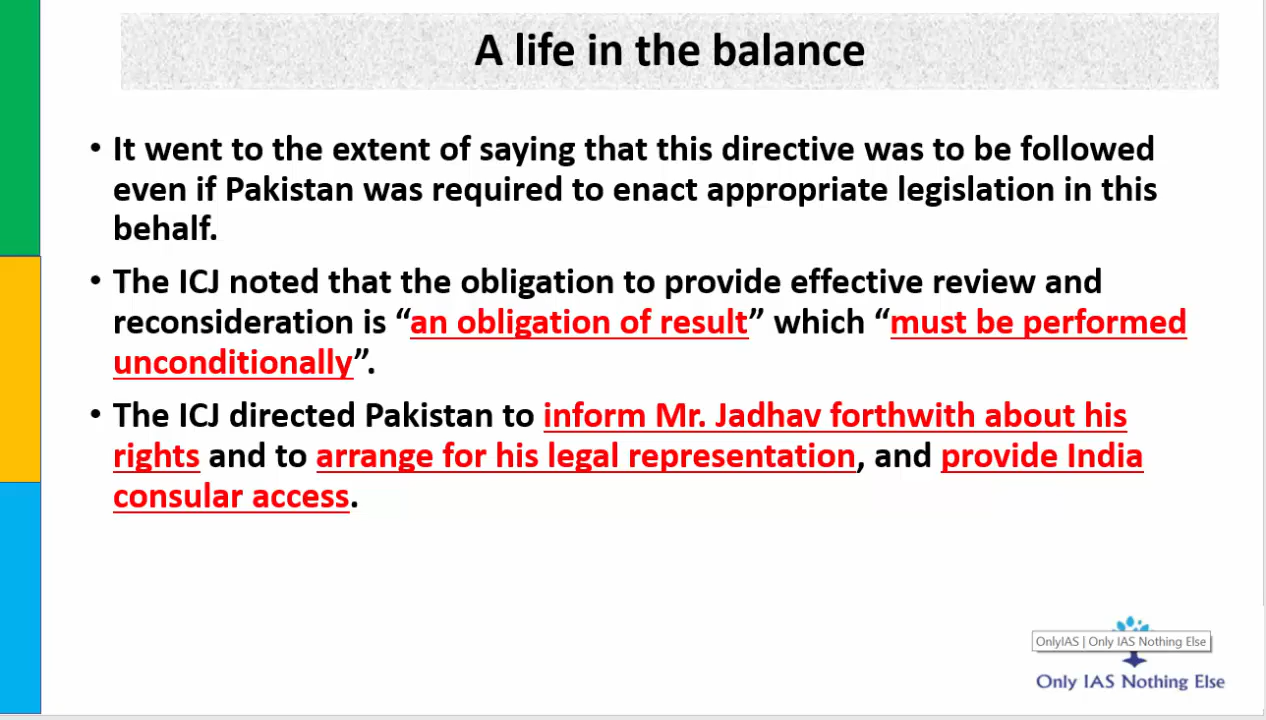 A life in the balance
• It went to the extent of saying that this directive was to be followed
even if Pakistan was required to enact appropriate legislation in this
behalf.
• The ICJ noted that the obligation to provide effective review and
reconsideration is “an obligation of result” which “must be performed
unconditionally”.
• The ICJ directed Pakistan to inform Mr. Jadhav forthwith about his
rights and to arrange for his legal representation, and provide India
consular access.
OnlyIAS | Only IAS Nothing Else
Only IAS Nothing Else